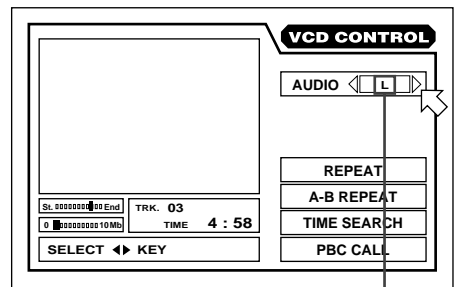 VCD CONTROL
AUDIO L
REPEAT
A-B REPEAT
St. End TRK. 03
0 10Mb TIME 4 : 58
TIME SEARCH
SELECT KEY
PBC CALL